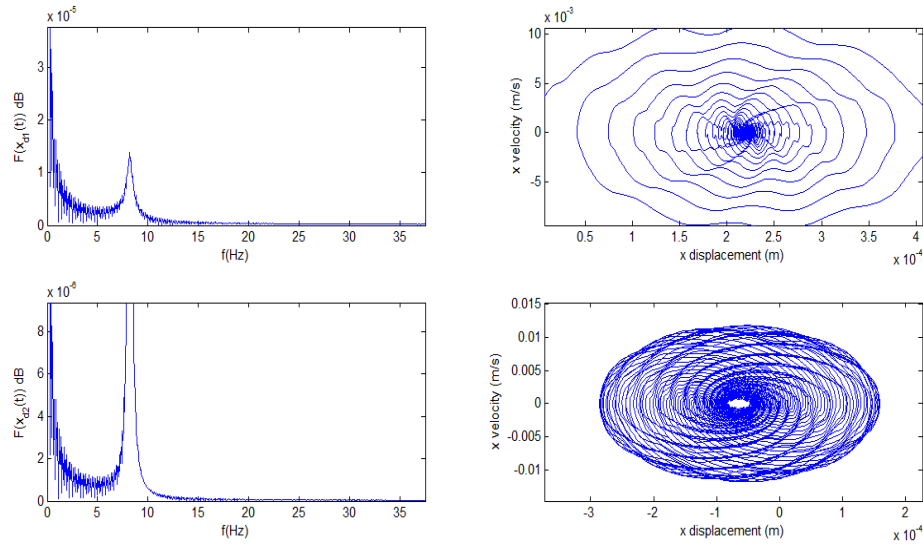 x 10^-5
3
2
1
0
F(x_d1(t)) dB
0 5 10 15 20 25 30 35
f(Hz)
x 10^-3
10
5
0
-5
x velocity (m/s)
0.5 1 1.5 2 2.5 3 3.5 4
x displacement (m)
x 10^-4
x 10^-6
8
6
4
2
0
F(x_d2(t)) dB
0 5 10 15 20 25 30 35
f(Hz)
0.015
0.01
0.005
0
-0.005
-0.01
x velocity (m/s)
-3 -2 -1 0 1 2 3
x displacement (m)
x 10^-4